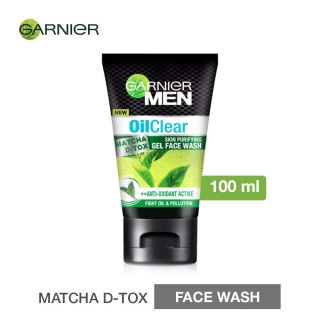 GARNIER
GARNIER
MEN
NEW
OilClear
MATCHA
D-TOX
SKIN PURIFYING
GEL FACE WASH
++ANTI-OXIDANT ACTIVE
FIGHT OIL & POLLUTION
100 ml
MATCHA D-TOX
FACE WASH